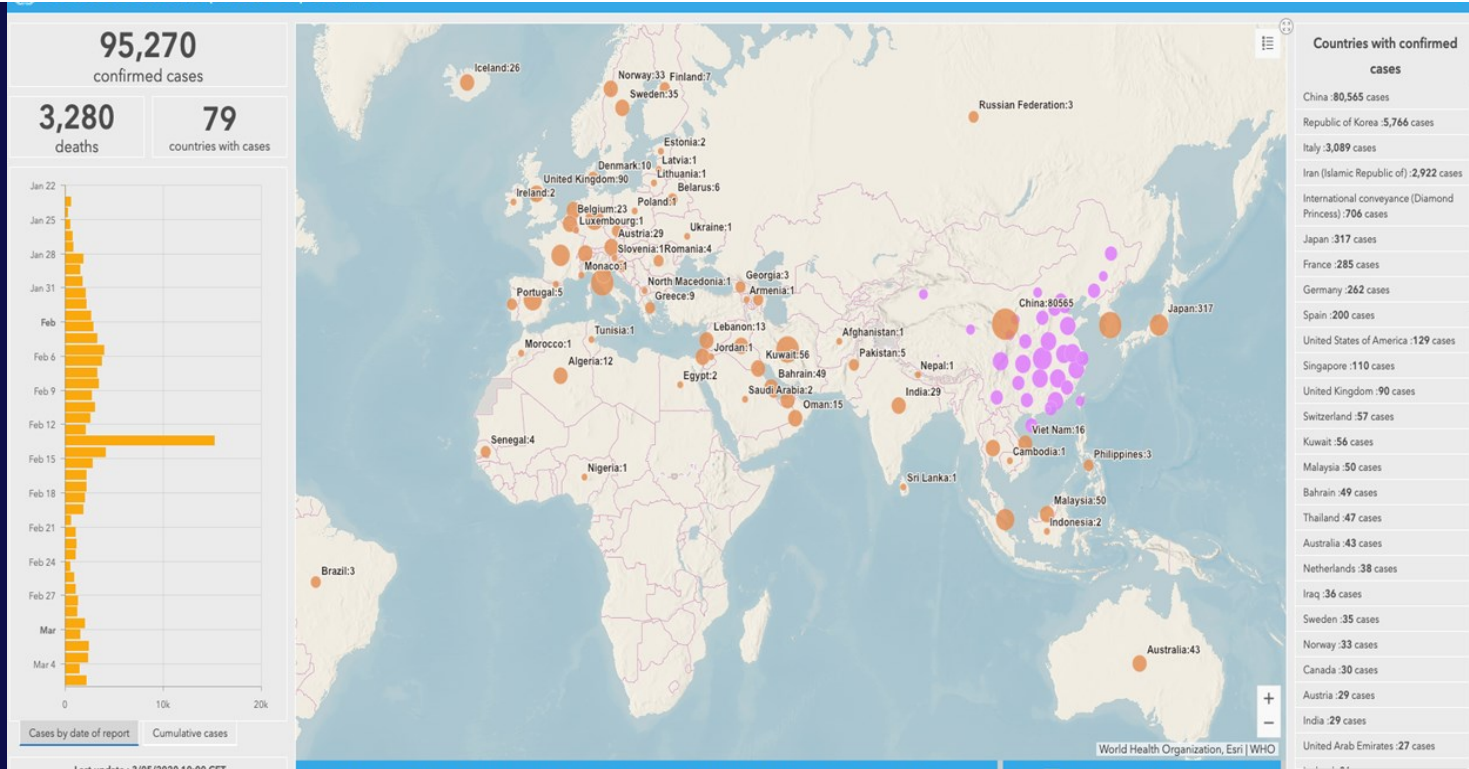 95,270
confirmed cases
3,280
deaths
79
countries with cases
Jan 22
Jan 25
Jan 28
Jan 31
Feb
Feb 6
Feb 9
Feb 12
Feb 15
Feb 18
Feb 21
Feb 24
Feb 27
Mar
Mar 4
0
10k
20k
Cases by date of report
Cumulative cases
Last update : 3/05/2020 10:00 CET
Iceland:26
Norway:33
Finland:7
Sweden:35
Russian Federation:3
Estonia:2
Latvia:1
Denmark:10
Lithuania:1
United Kingdom:90
Belarus:6
Ireland:2
Poland:1
Belgium:23
Luxembourg:1
Ukraine:1
Austria:29
Slovenia:1
Romania:4
Monaco:1
North Macedonia:1
Georgia:3
Armenia:1
Portugal:5
Greece:9
China:80565
Japan:317
Tunisia:1
Lebanon:13
Afghanistan:1
Morocco:1
Jordan:1
Kuwait:56
Pakistan:5
Algeria:12
Nepal:1
Egypt:2
Bahrain:49
Saudi Arabia:2
India:29
Oman:15
Senegal:4
Viet Nam:16
Cambodia:1
Philippines:3
Nigeria:1
Sri Lanka:1
Malaysia:50
Indonesia:2
Brazil:3
Australia:43
+
−
World Health Organization, Esri | WHO
Countries with confirmed
cases
China :80,565 cases
Republic of Korea :5,766 cases
Italy :3,089 cases
Iran (Islamic Republic of) :2,922 cases
International conveyance (Diamond
Princess) :706 cases
Japan :317 cases
France :285 cases
Germany :262 cases
Spain :200 cases
United States of America :129 cases
Singapore :110 cases
United Kingdom :90 cases
Switzerland :57 cases
Kuwait :56 cases
Malaysia :50 cases
Bahrain :49 cases
Thailand :47 cases
Australia :43 cases
Netherlands :38 cases
Iraq :36 cases
Sweden :35 cases
Norway :33 cases
Canada :30 cases
Austria :29 cases
India :29 cases
United Arab Emirates :27 cases